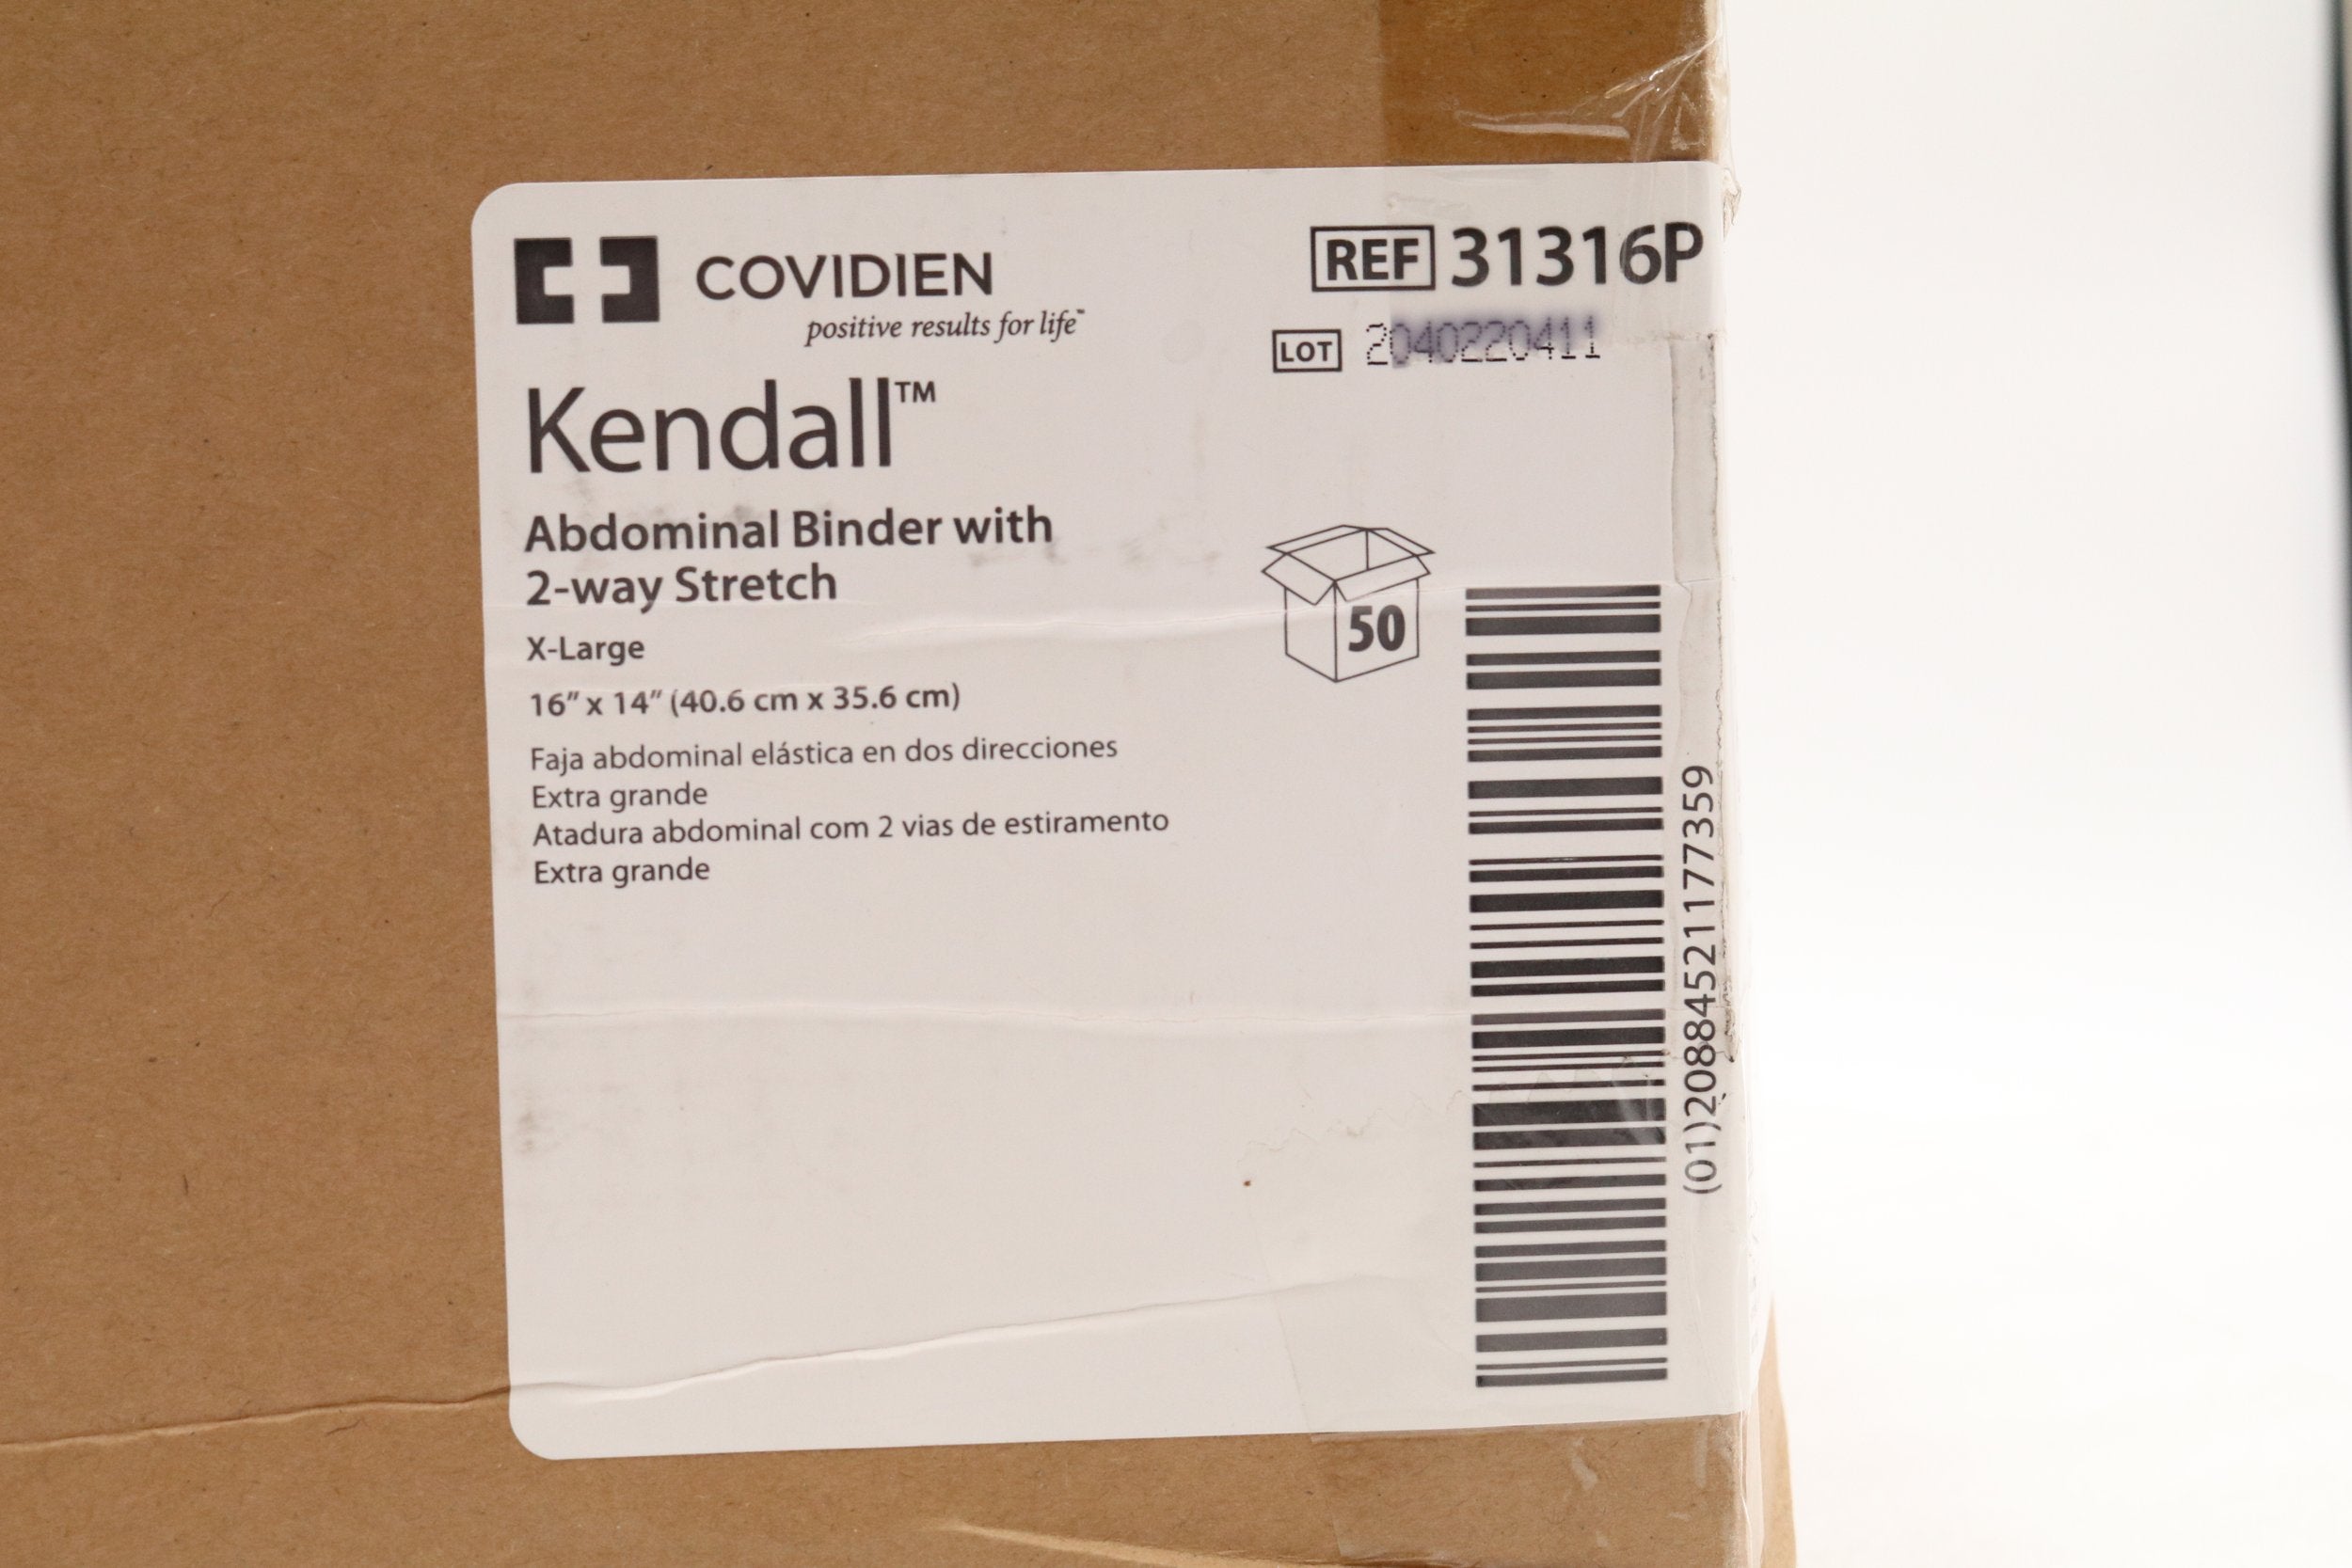 COVIDIEN
positive results for life™
REF 31316P
LOT 2040220411
Kendall™
Abdominal Binder with
2-way Stretch
X-Large
16" x 14" (40.6 cm x 35.6 cm)
Faja abdominal elástica en dos direcciones
Extra grande
Atadura abdominal com 2 vias de estiramento
Extra grande
50
(01)20884521177359